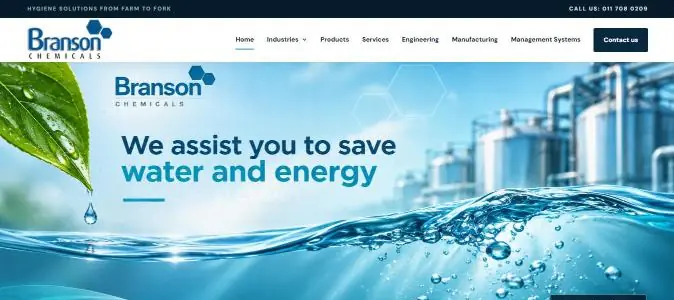 HYGIENE SOLUTIONS FROM FARM TO FORK
CALL US: 011 708 0209
Branson
CHEMICALS
Home Industries Products Services Engineering Manufacturing Management Systems Contact us
Branson
CHEMICALS
We assist you to save
water and energy